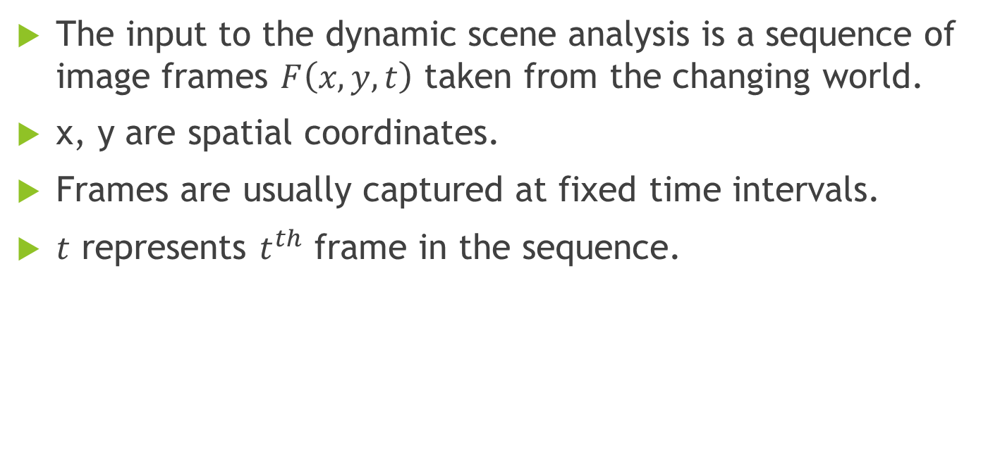 The input to the dynamic scene analysis is a sequence of
image frames F(x, y, t) taken from the changing world.
x, y are spatial coordinates.
Frames are usually captured at fixed time intervals.
t represents t^{th} frame in the sequence.